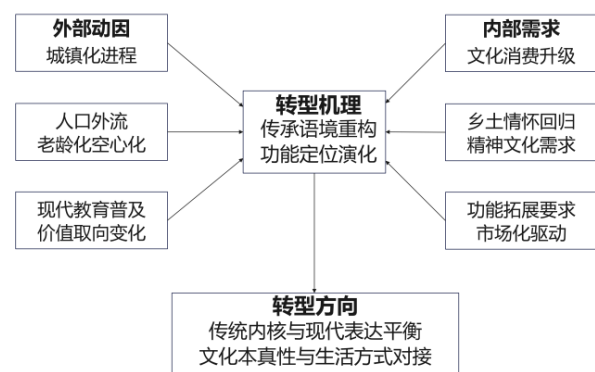 外部动因
城镇化进程
人口外流
老龄化空心化
现代教育普及
价值取向变化
转型机理
传承语境重构
功能定位演化
内部需求
文化消费升级
乡土情怀回归
精神文化需求
功能拓展要求
市场化驱动
转型方向
传统内核与现代表达平衡
文化本真性与生活方式对接